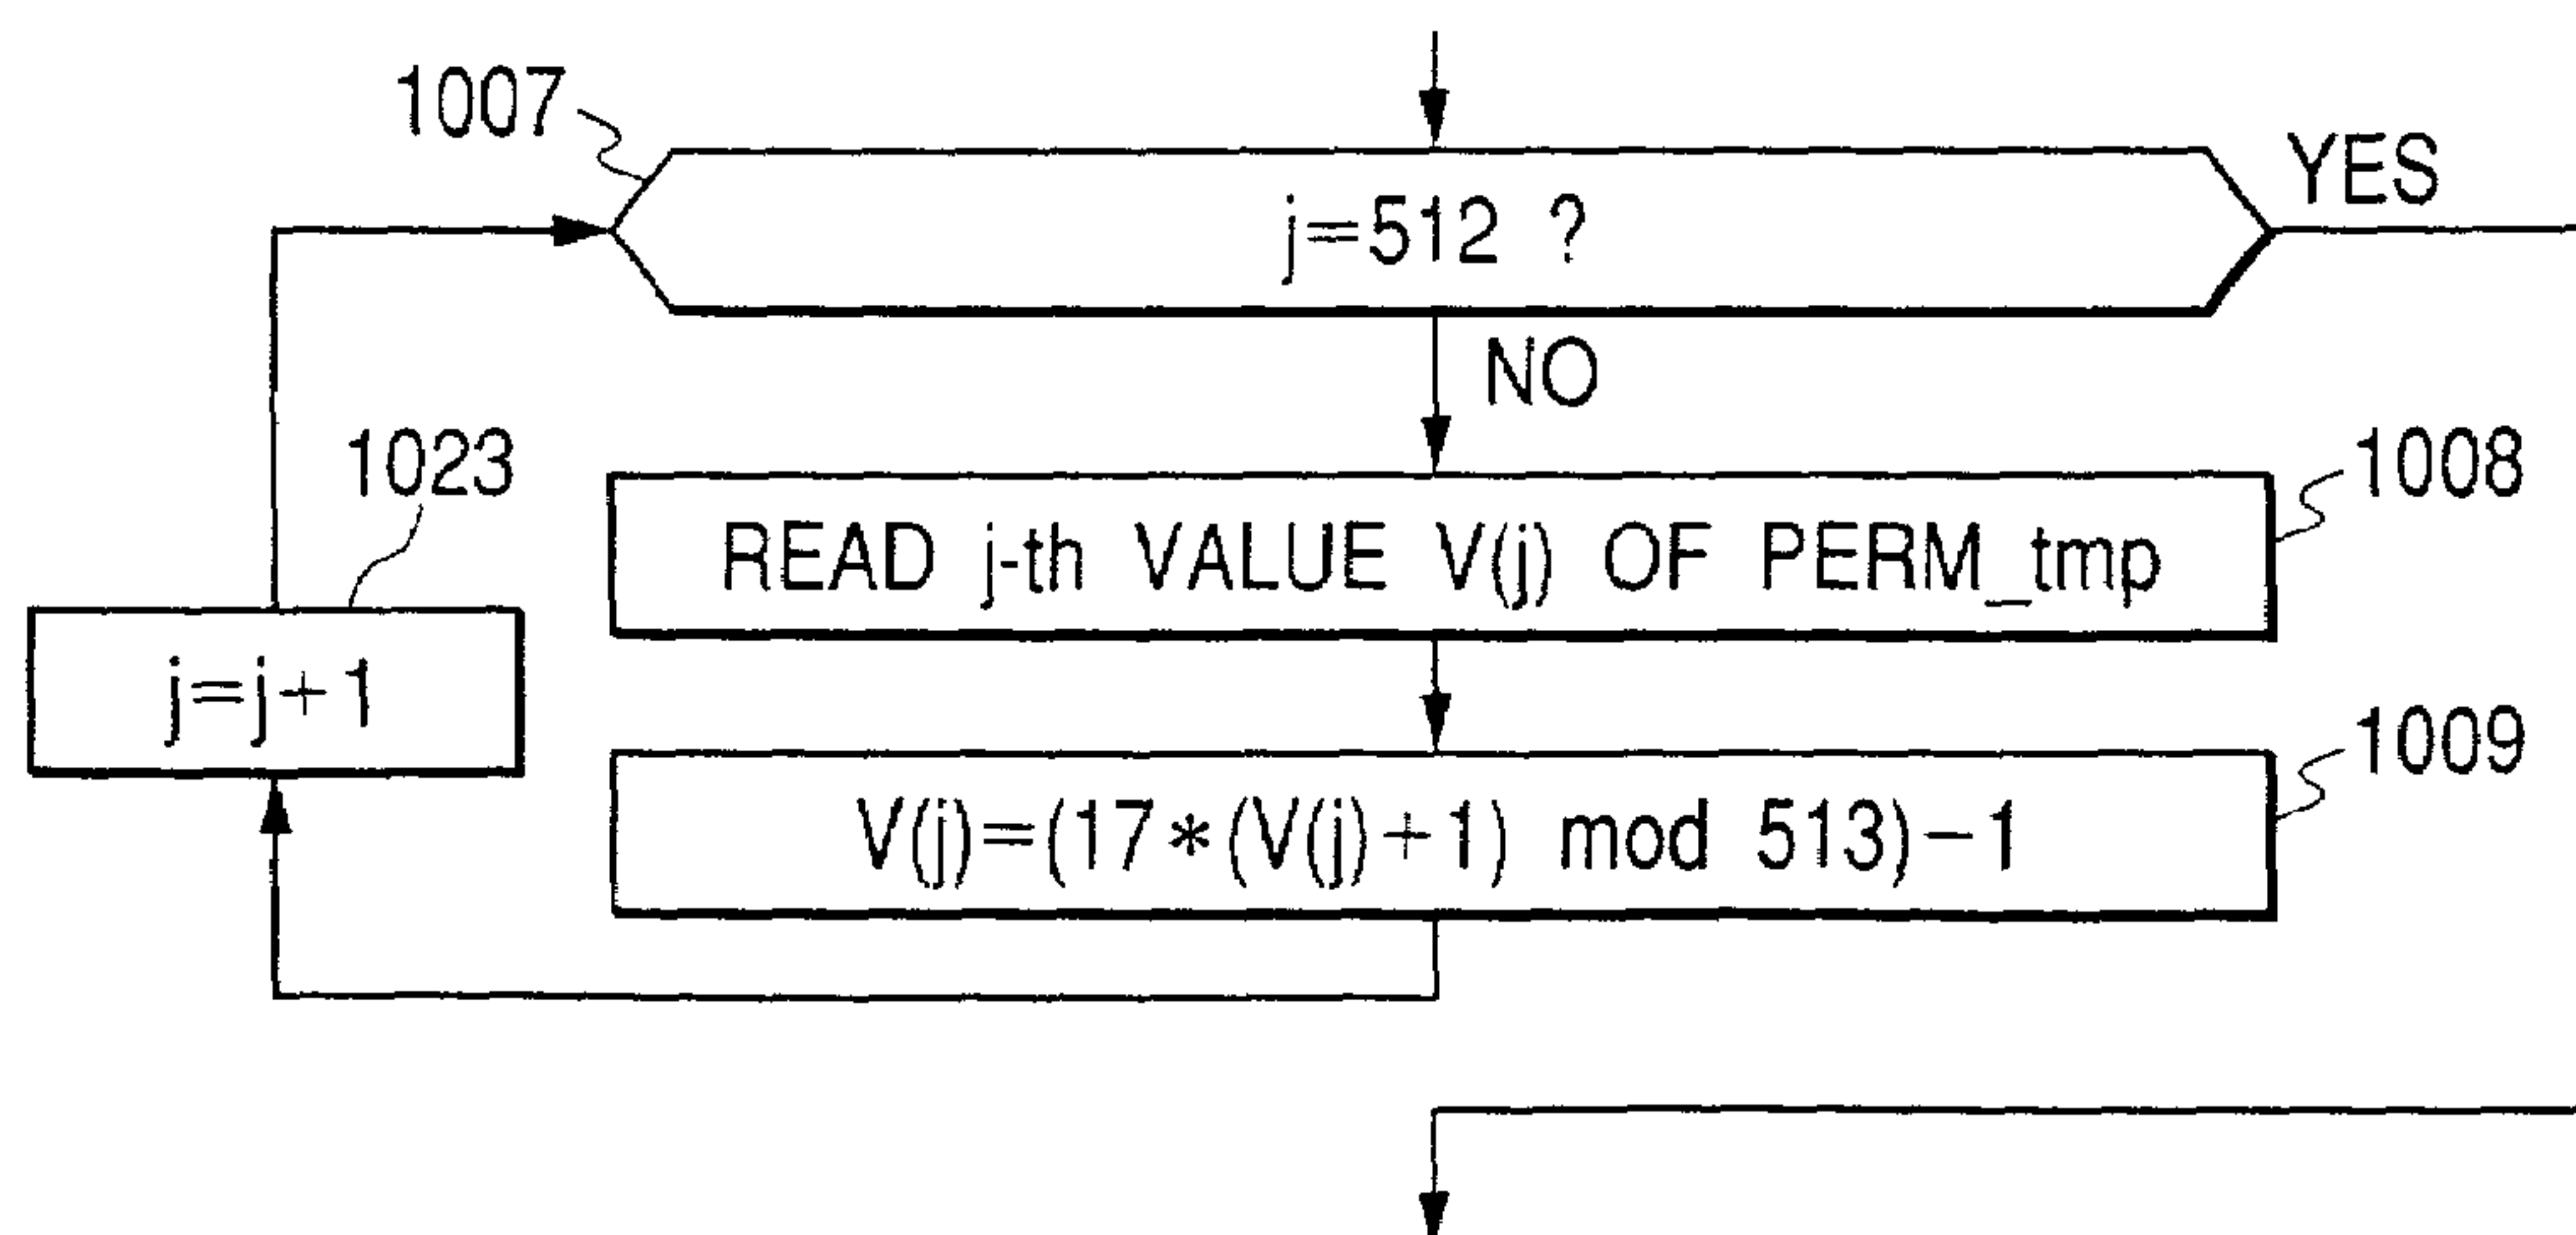 1007
YES
j=512 ?
NO
1023
1008
READ j-th VALUE V(j) OF PERM_tmp
j=j+1
1009
V(j)=(17*(V(j)+1) mod 513)-1